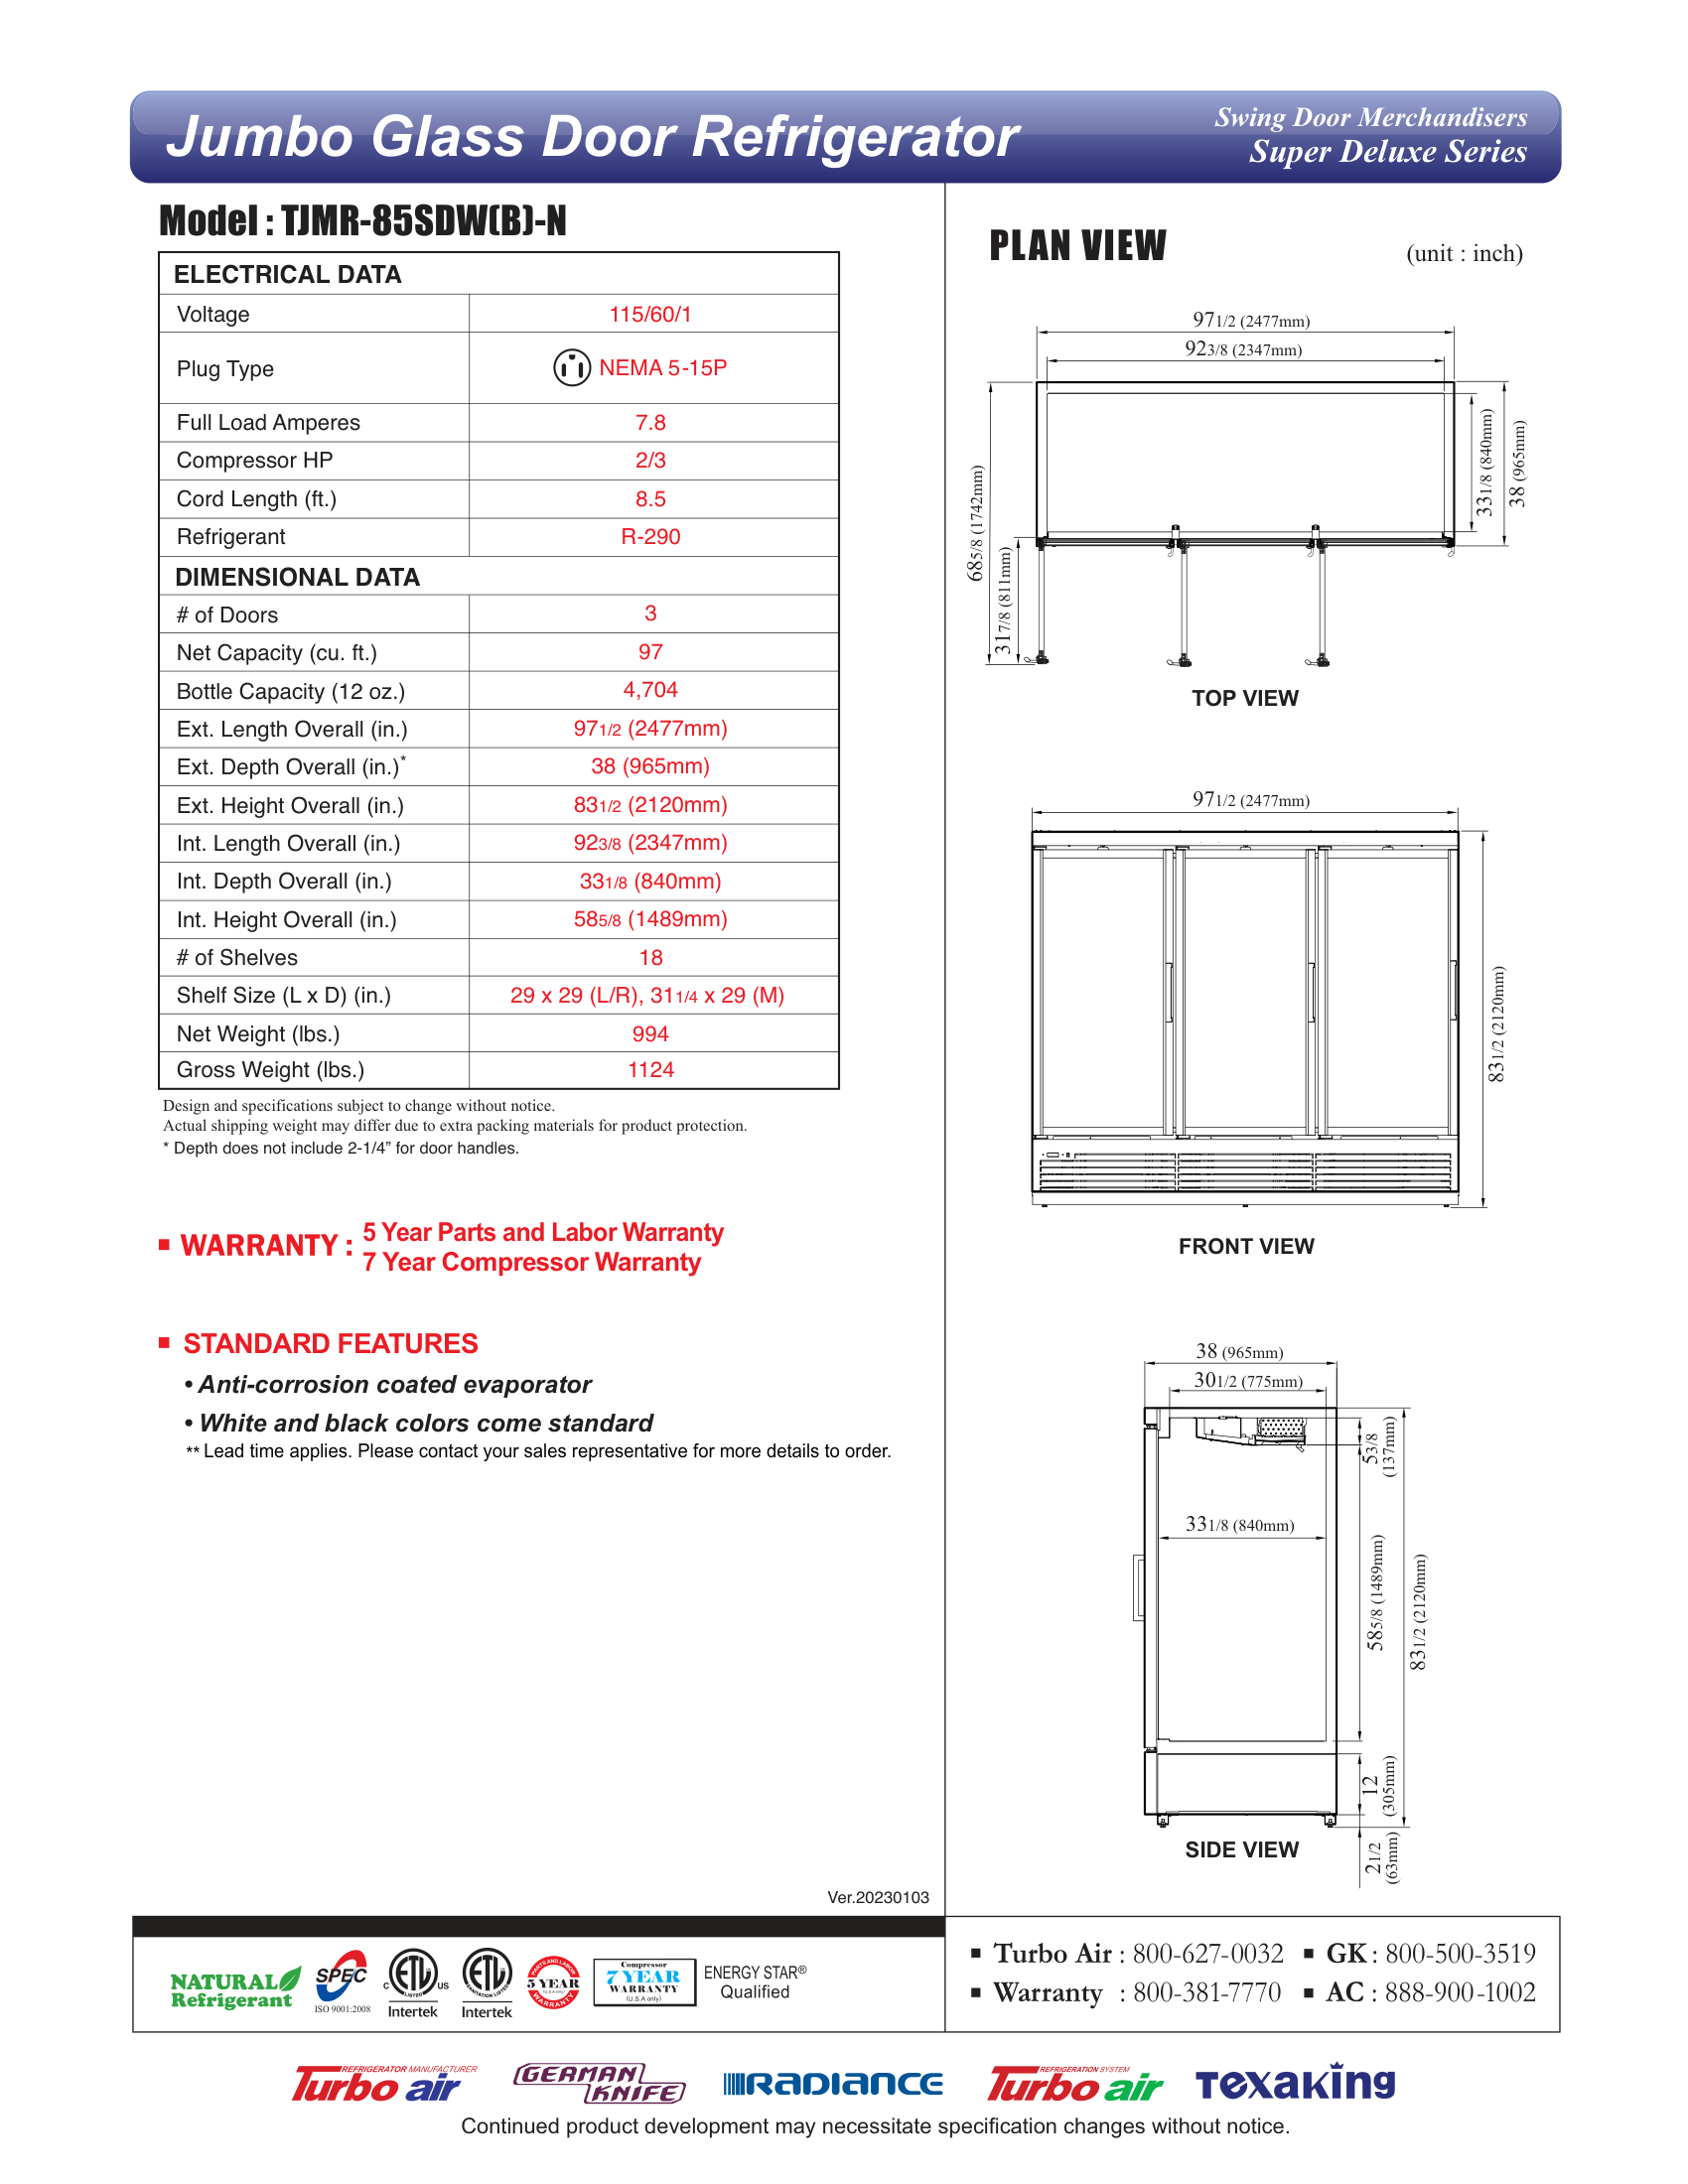 Jumbo Glass Door Refrigerator
Swing Door Merchandisers
Super Deluxe Series
Model : TJMR-85SDW(B)-N
ELECTRICAL DATA
Voltage 115/60/1
Plug Type NEMA 5-15P
Full Load Amperes 7.8
Compressor HP 2/3
Cord Length (ft.) 8.5
Refrigerant R-290
DIMENSIONAL DATA
# of Doors 3
Net Capacity (cu. ft.) 97
Bottle Capacity (12 oz.) 4,704
Ext. Length Overall (in.) 97 1/2 (2477mm)
Ext. Depth Overall (in.)* 38 (965mm)
Ext. Height Overall (in.) 83 1/2 (2120mm)
Int. Length Overall (in.) 92 3/8 (2347mm)
Int. Depth Overall (in.) 33 1/8 (840mm)
Int. Height Overall (in.) 58 5/8 (1489mm)
# of Shelves 18
Shelf Size (L x D) (in.) 29 x 29 (L/R), 31 1/4 x 29 (M)
Net Weight (lbs.) 994
Gross Weight (lbs.) 1124
Design and specifications subject to change without notice.
Actual shipping weight may differ due to extra packing materials for product protection.
* Depth does not include 2-1/4” for door handles.
▪ WARRANTY : 5 Year Parts and Labor Warranty
7 Year Compressor Warranty
▪ STANDARD FEATURES
• Anti-corrosion coated evaporator
• White and black colors come standard
** Lead time applies. Please contact your sales representative for more details to order.
Ver.20230103
PLAN VIEW
(unit : inch)
97 1/2 (2477mm)
92 3/8 (2347mm)
68 5/8 (1742mm)
31 7/8 (811mm)
33 1/8 (840mm)
38 (965mm)
TOP VIEW
97 1/2 (2477mm)
83 1/2 (2120mm)
FRONT VIEW
38 (965mm)
30 1/2 (775mm)
5 3/8
(137mm)
33 1/8 (840mm)
58 5/8 (1489mm)
83 1/2 (2120mm)
12
(305mm)
2 1/2
(63mm)
SIDE VIEW
NATURAL
Refrigerant
SPEC
ISO 9001:2008
C ETL US
LISTED
Intertek
ETL
SANITATION LISTED
Intertek
PARTS AND LABOR
5 YEAR
WARRANTY
Compressor
7 YEAR
WARRANTY
(U.S.A only)
ENERGY STAR®
Qualified
▪ Turbo Air : 800-627-0032 ▪ GK : 800-500-3519
▪ Warranty : 800-381-7770 ▪ AC : 888-900-1002
REFRIGERATOR MANUFACTURER
Turbo air
GERMAN
KNIFE
RADIANCE
REFRIGERATION SYSTEM
Turbo air
Texaking
Continued product development may necessitate specification changes without notice.